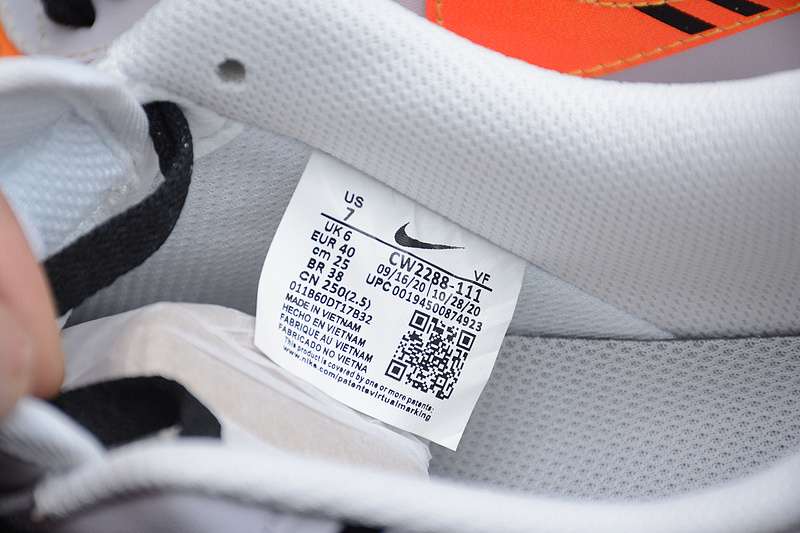 US
7
UK 6
EUR 40
cm 25
BR 38
CN 250(2.5)
011B60DT17B32
MADE IN VIETNAM
HECHO EN VIETNAM
FABRIQUE AU VIETNAM
FABRICADO NO VIETNA
This product is covered by one or more patents:
www.nike.com/patentsvirtualmarking
VF
CW2288-111
09/16/20 10/28/20
UPC 00194500874923